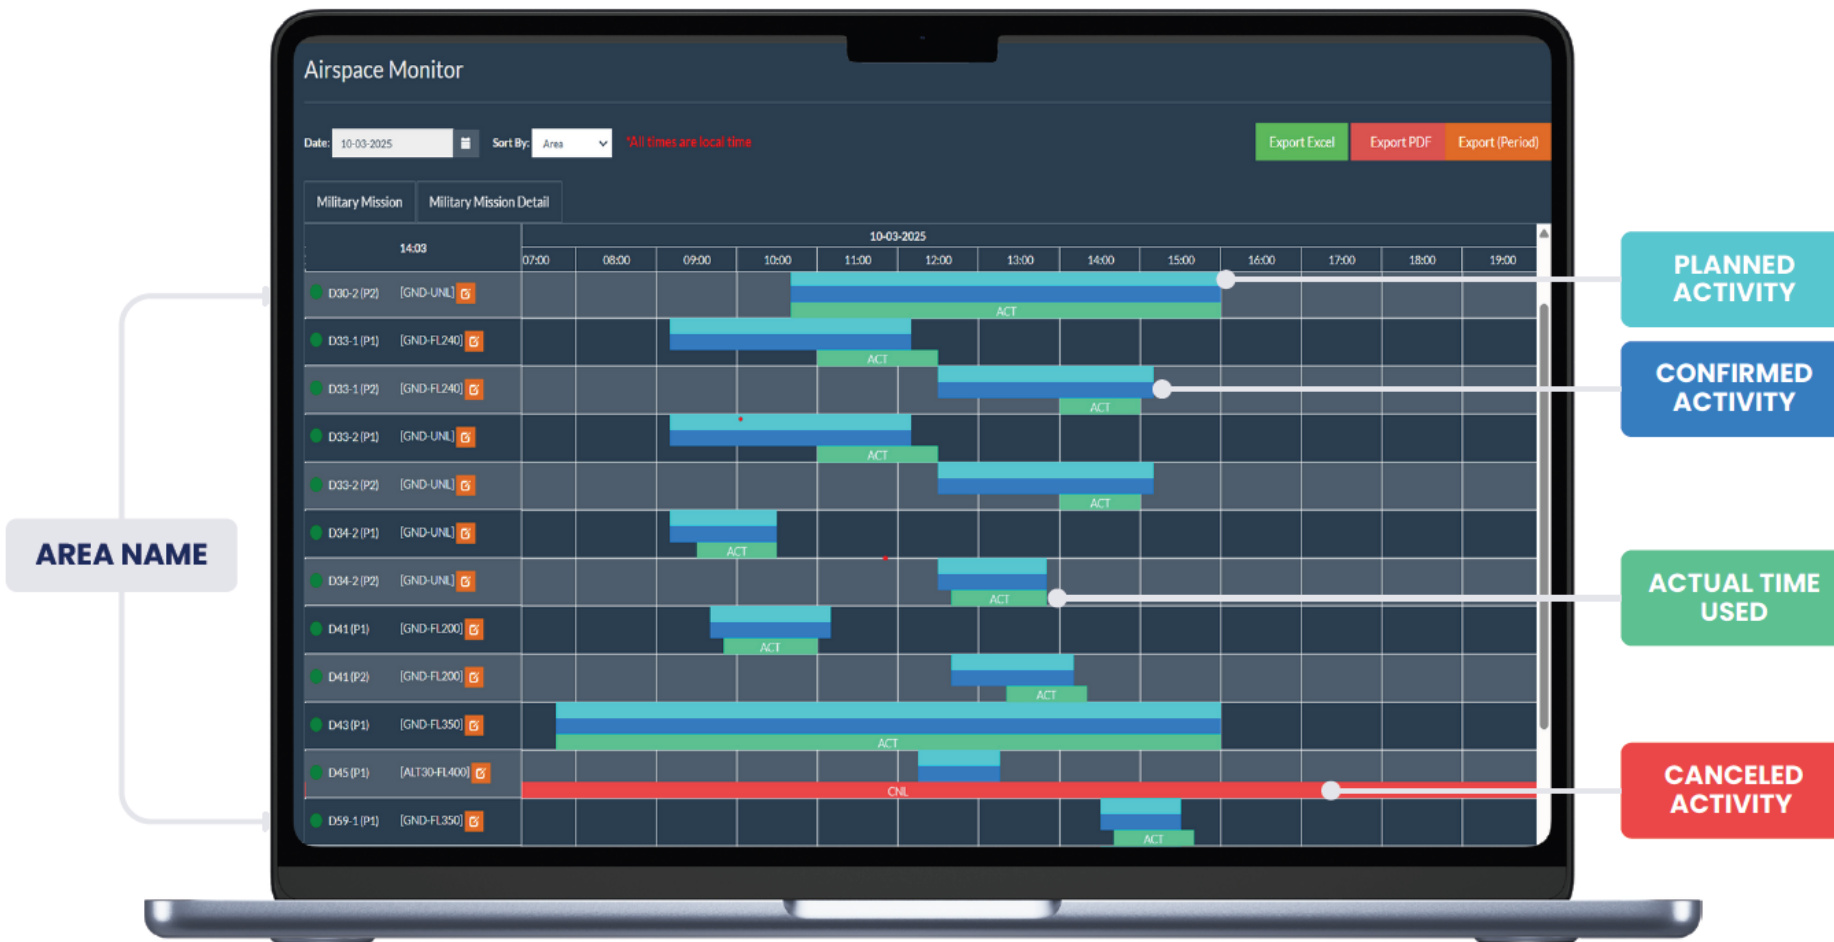 Airspace Monitor
Date: 10-03-2025 Sort By: Area *All times are local time Export Excel Export PDF Export (Period)
Military Mission Military Mission Detail
14:03 10-03-2025
07:00 08:00 09:00 10:00 11:00 12:00 13:00 14:00 15:00 16:00 17:00 18:00 19:00
D30-2 (P2) [GND-UNL]
ACT
D33-1 (P1) [GND-FL240]
ACT
D33-1 (P2) [GND-FL240]
ACT
D33-2 (P1) [GND-UNL]
ACT
D33-2 (P2) [GND-UNL]
ACT
D34-2 (P1) [GND-UNL]
ACT
D34-2 (P2) [GND-UNL]
ACT
D41 (P1) [GND-FL200]
ACT
D41 (P2) [GND-FL200]
ACT
D43 (P1) [GND-FL350]
ACT
D45 (P1) [ALT30-FL400]
CNL
D59-1 (P1) [GND-FL350]
ACT
AREA NAME
PLANNED
ACTIVITY
CONFIRMED
ACTIVITY
ACTUAL TIME
USED
CANCELED
ACTIVITY